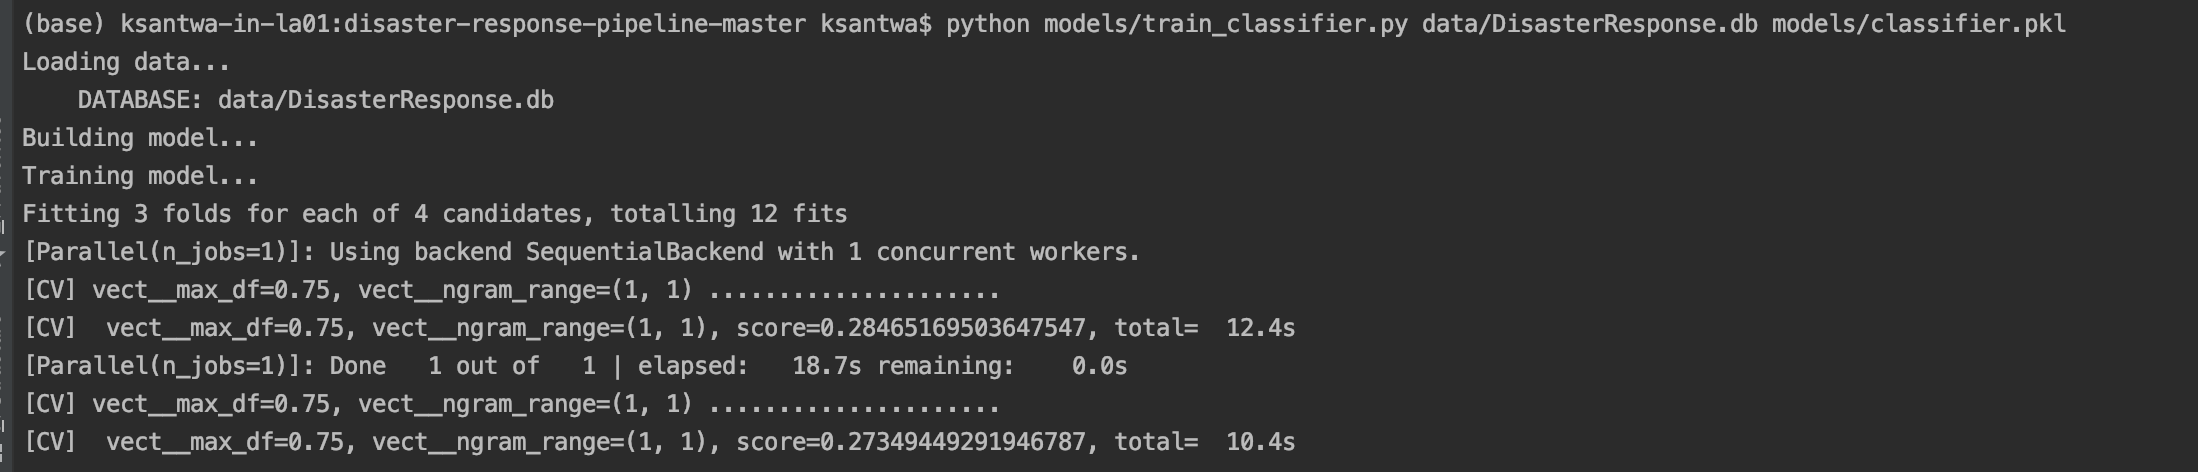 (base) ksantwa-in-la01:disaster-response-pipeline-master ksantwa$ python models/train_classifier.py data/DisasterResponse.db models/classifier.pkl
Loading data...
    DATABASE: data/DisasterResponse.db
Building model...
Training model...
Fitting 3 folds for each of 4 candidates, totalling 12 fits
[Parallel(n_jobs=1)]: Using backend SequentialBackend with 1 concurrent workers.
[CV] vect__max_df=0.75, vect__ngram_range=(1, 1) .....................
[CV]  vect__max_df=0.75, vect__ngram_range=(1, 1), score=0.28465169503647547, total=  12.4s
[Parallel(n_jobs=1)]: Done   1 out of   1 | elapsed:   18.7s remaining:    0.0s
[CV] vect__max_df=0.75, vect__ngram_range=(1, 1) .....................
[CV]  vect__max_df=0.75, vect__ngram_range=(1, 1), score=0.27349449291946787, total=  10.4s